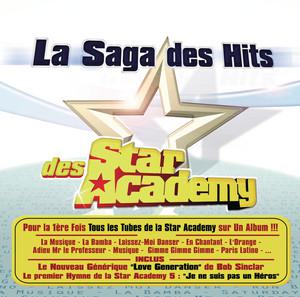 La Saga des Hits
des Star Academy
Pour la 1ère Fois Tous les Tubes de la Star Academy sur Un Album !!!
La Musique - La Bamba - Laissez-Moi Danser - En Chantant - L'Orange -
Adieu Mr le Professeur - Musique - Gimme Gimme Gimme - Paris Latino - ...
INCLUS
Le Nouveau Générique "Love Generation" de Bob Sinclar
Le premier Hymne de la Star Academy 5 : "Je ne suis pas un Héros"